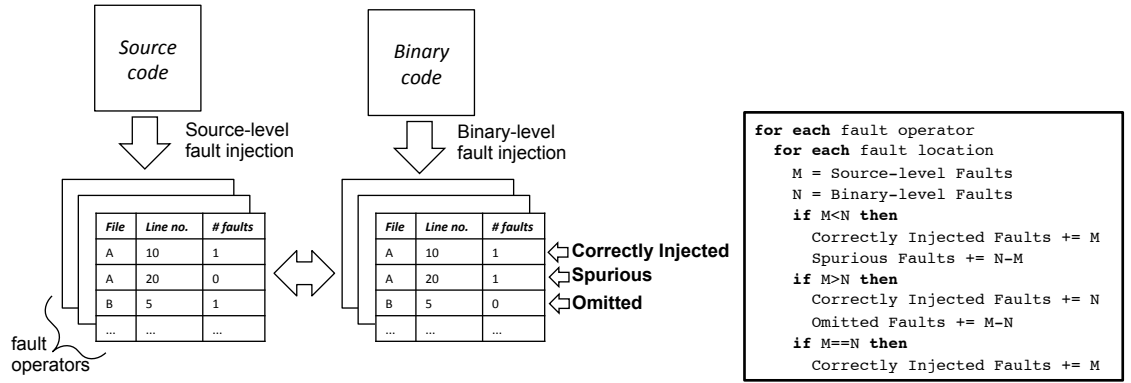 Source
code
Binary
code
Source-level
fault injection
Binary-level
fault injection
File Line no. # faults
A 10 1
A 20 0
B 5 1
... ... ...
File Line no. # faults
A 10 1
A 20 1
B 5 0
... ... ...
Correctly Injected
Spurious
Omitted
fault
operators
for each fault operator
for each fault location
M = Source-level Faults
N = Binary-level Faults
if M<N then
Correctly Injected Faults += M
Spurious Faults += N-M
if M>N then
Correctly Injected Faults += N
Omitted Faults += M-N
if M==N then
Correctly Injected Faults += M